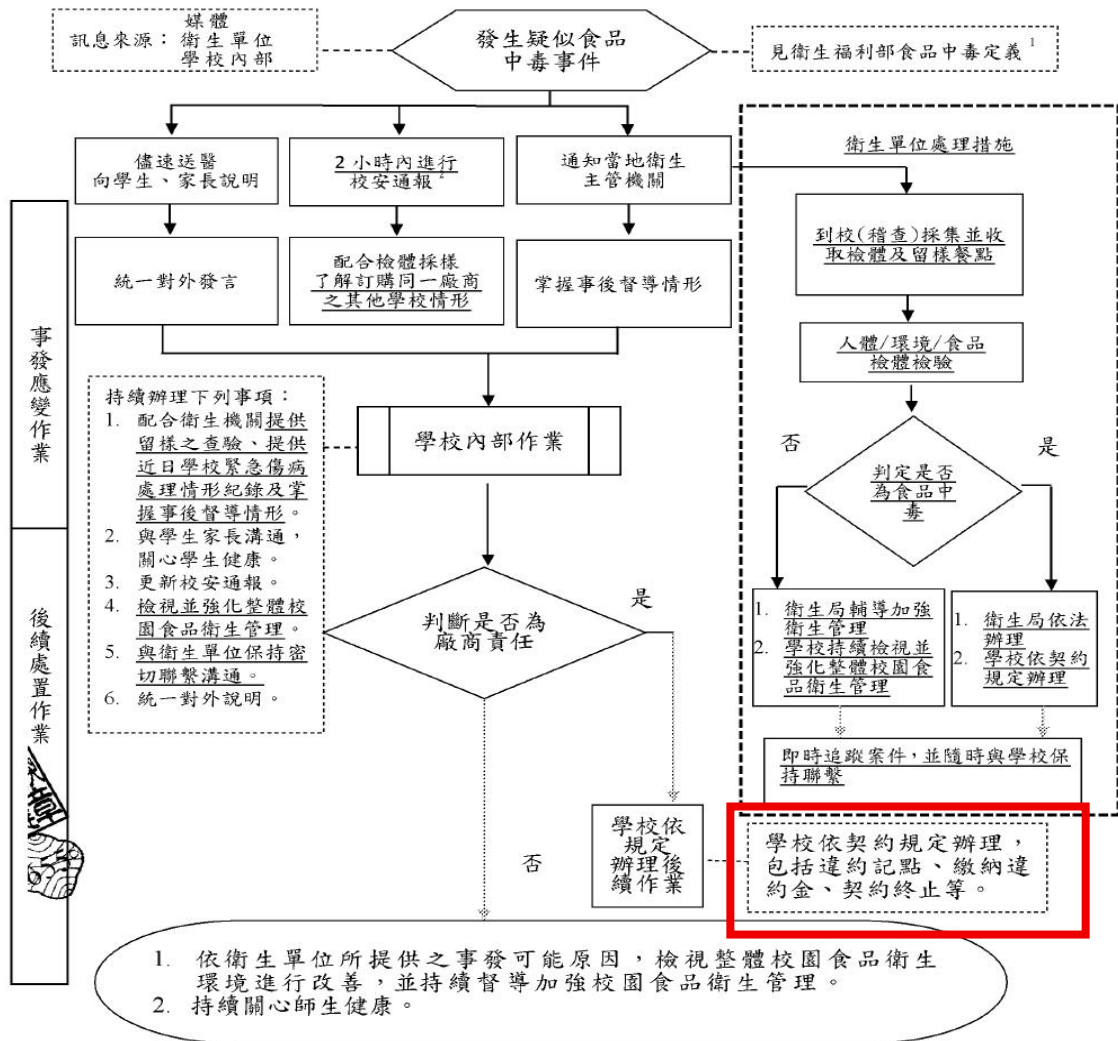 媒體
訊息來源：衛生單位
學校內部
發生疑似食品
中毒事件
見衛生福利部食品中毒定義1
儘速送醫
向學生、家長說明
2 小時內進行
校安通報2
通知當地衛生
主管機關
統一對外發言
配合檢體採樣
了解訂購同一廠商
之其他學校情形
掌握事後督導情形
衛生單位處理措施
到校(稽查)採集並收
取檢體及留樣餐點
人體/環境/食品
檢體檢驗
否
是
判定是否
為食品中
毒
1. 衛生局輔導加強
衛生管理
2. 學校持續檢視並
強化整體校園食
品衛生管理
1. 衛生局依法
辦理
2. 學校依契約
規定辦理
即時追蹤案件，並隨時與學校保
持聯繫
事發應變作業
後續處置作業
持續辦理下列事項：
1. 配合衛生機關提供
留樣之查驗、提供
近日學校緊急傷病
處理情形紀錄及掌
握事後督導情形。
2. 與學生家長溝通，
關心學生健康。
3. 更新校安通報。
4. 檢視並強化整體校
園食品衛生管理。
5. 與衛生單位保持密
切聯繫溝通。
6. 統一對外說明。
學校內部作業
判斷是否為
廠商責任
是
否
學校依
規定
辦理後
續作業
學校依契約規定辦理，
包括違約記點、繳納違
約金、契約終止等。
1. 依衛生單位所提供之事發可能原因，檢視整體校園食品衛生
環境進行改善，並持續督導加強校園食品衛生管理。
2. 持續關心師生健康。